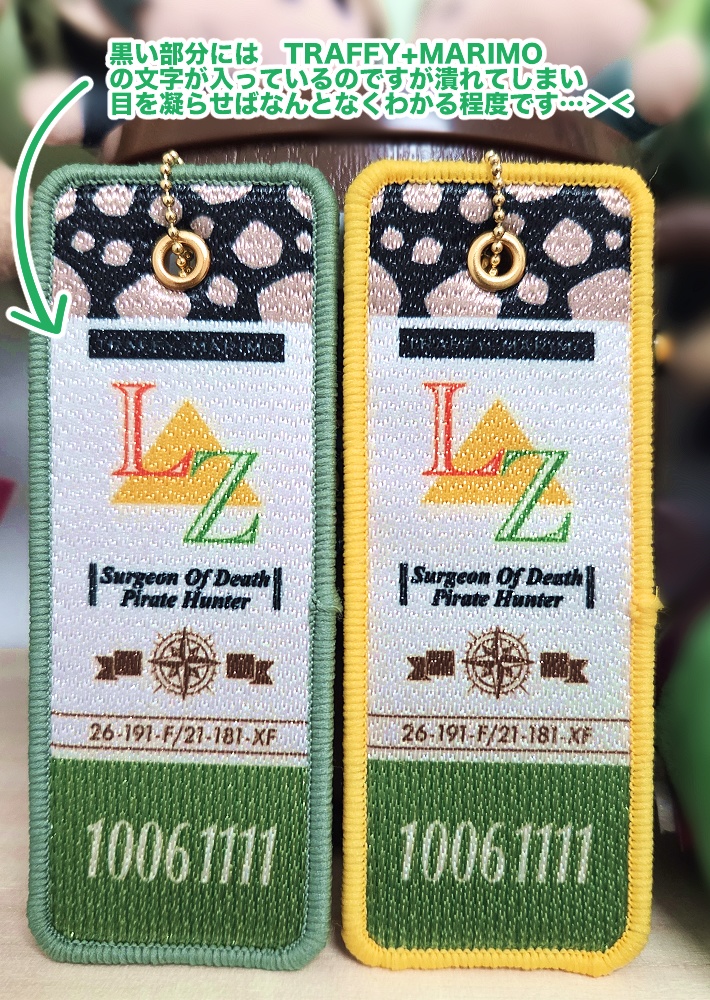 黒い部分には TRAFFY+MARIMO
の文字が入っているのですが潰れてしまい
目を凝らせばなんとなくわかる程度です…><
LZ
Surgeon Of Death
Pirate Hunter
26-191-F/21-181-XF
10061111
LZ
Surgeon Of Death
Pirate Hunter
26-191-F/21-181-XF
10061111